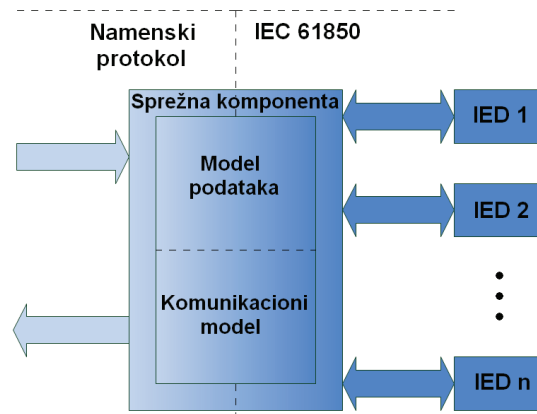 Namenski
protokol
IEC 61850
Sprežna komponenta
Model
podataka
Komunikacioni
model
IED 1
IED 2
IED n